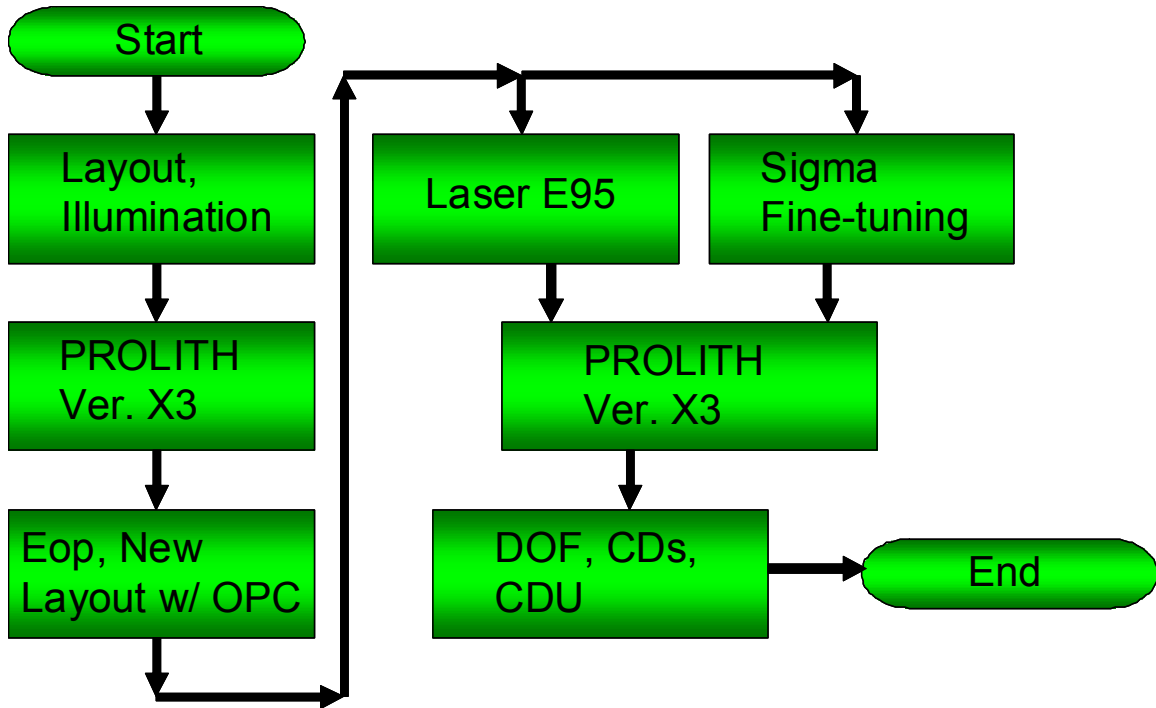 Start
Layout,
Illumination
PROLITH
Ver. X3
Eop, New
Layout w/ OPC
Laser E95
Sigma
Fine-tuning
PROLITH
Ver. X3
DOF, CDs,
CDU
End